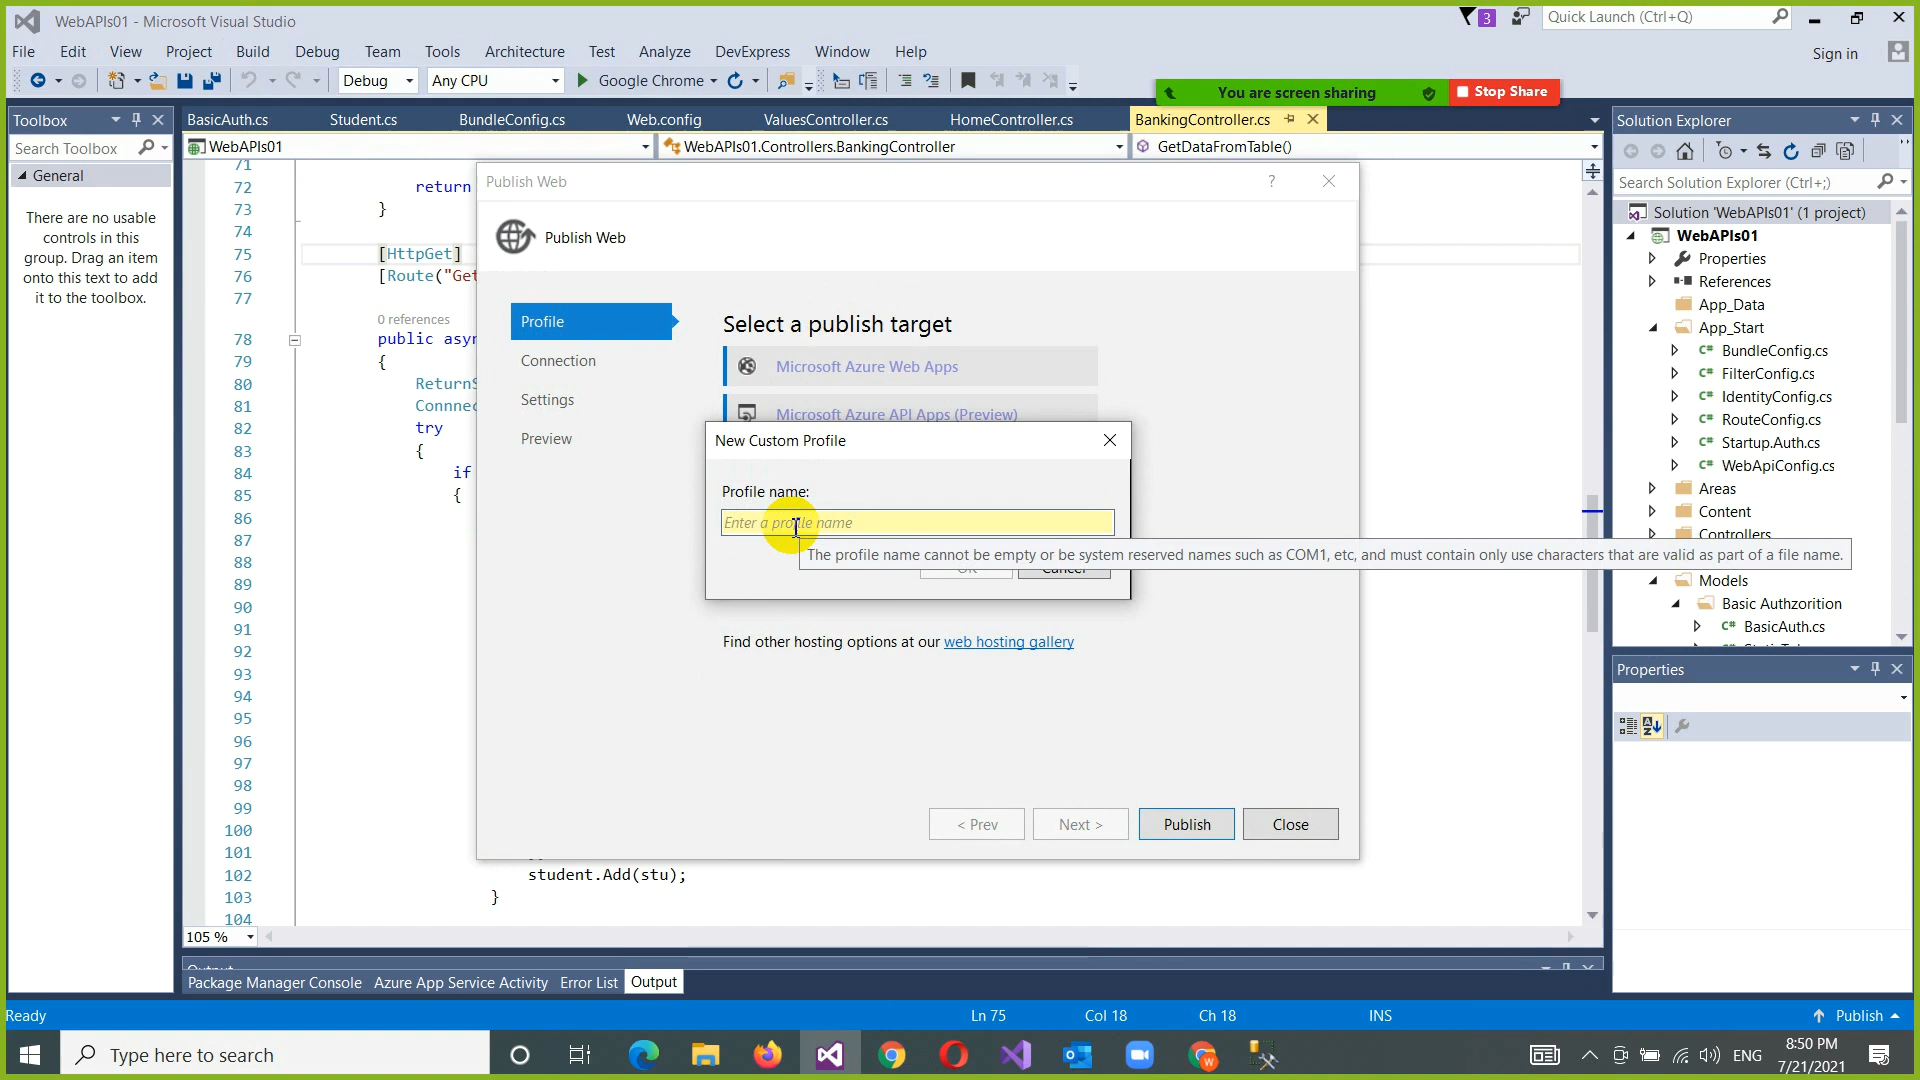 WebAPIs01 - Microsoft Visual Studio
3
Quick Launch (Ctrl+Q)
File Edit View Project Build Debug Team Tools Architecture Test Analyze DevExpress Window Help
Sign in
Debug Any CPU Google Chrome
You are screen sharing Stop Share
Toolbox
BasicAuth.cs Student.cs BundleConfig.cs Web.config ValuesController.cs HomeController.cs BankingController.cs
Solution Explorer
Search Toolbox
WebAPIs01 WebAPIs01.Controllers.BankingController GetDataFromTable()
General
There are no usable
controls in this
group. Drag an item
onto this text to add
it to the toolbox.
71
72 return
73 }
74
75 [HttpGet]
76 [Route("Get
77
0 references
78 public asyn
79 {
80 ReturnS
81 Connnec
82 try
83 {
84 if
85 {
86
87
88
89
90
91
92
93
94
95
96
97
98
99
100
101
102 student.Add(stu);
103 }
104
105 %
Publish Web
?
Publish Web
Profile
Connection
Settings
Preview
Select a publish target
Microsoft Azure Web Apps
Microsoft Azure API Apps (Preview)
New Custom Profile
Profile name:
Enter a profile name
The profile name cannot be empty or be system reserved names such as COM1, etc, and must contain only use characters that are valid as part of a file name.
OK Cancel
Find other hosting options at our web hosting gallery
< Prev Next > Publish Close
Search Solution Explorer (Ctrl+;)
Solution 'WebAPIs01' (1 project)
WebAPIs01
Properties
References
App_Data
App_Start
C# BundleConfig.cs
C# FilterConfig.cs
C# IdentityConfig.cs
C# RouteConfig.cs
C# Startup.Auth.cs
C# WebApiConfig.cs
Areas
Content
Controllers
Models
Basic Authzorition
C# BasicAuth.cs
Properties
Output
Package Manager Console Azure App Service Activity Error List Output
Ready Ln 75 Col 18 Ch 18 INS Publish
Type here to search
ENG
8:50 PM
7/21/2021